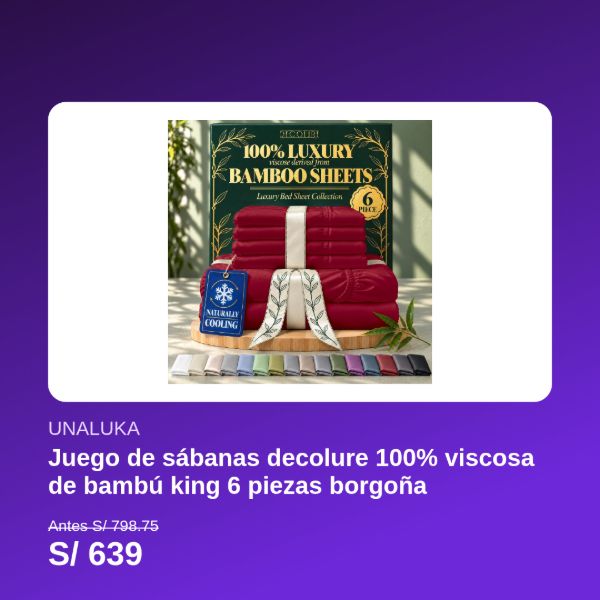 DECOLURE
100% LUXURY
viscose derived from
BAMBOO SHEETS
Luxury Bed Sheet Collection
6
PIECE
NATURALLY
COOLING
UNALUKA
Juego de sábanas decolure 100% viscosa
de bambú king 6 piezas borgoña
Antes S/ 798.75
S/ 639